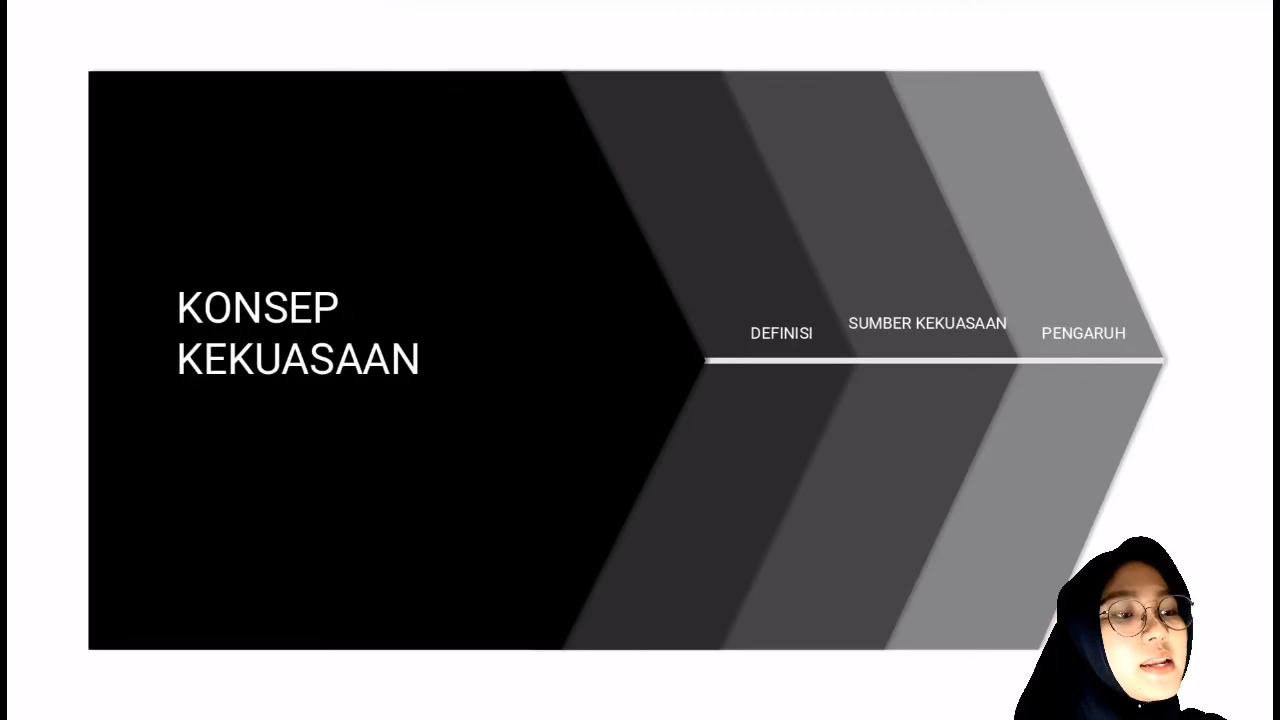 KONSEP
KEKUASAAN
DEFINISI
SUMBER KEKUASAAN
PENGARUH